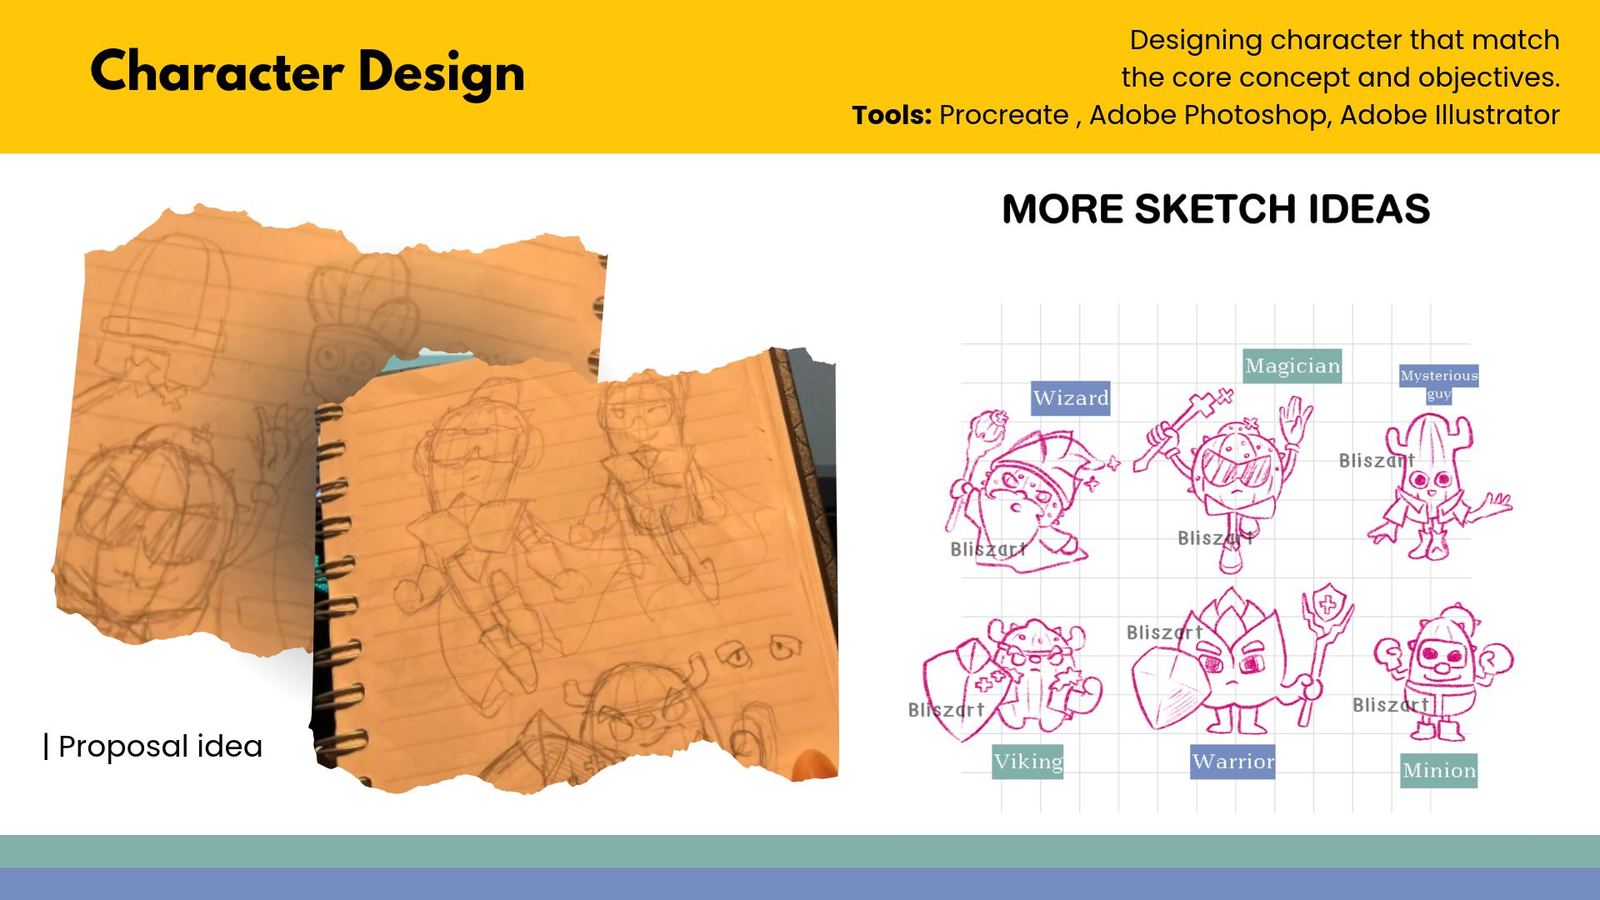 Character Design
Designing character that match
the core concept and objectives.
Tools: Procreate , Adobe Photoshop, Adobe Illustrator
MORE SKETCH IDEAS
Wizard
Magician
Mysterious
guy
Bliszart
Bliszart
Bliszart
Bliszart
Bliszart
Bliszart
Viking
Warrior
Minion
| Proposal idea